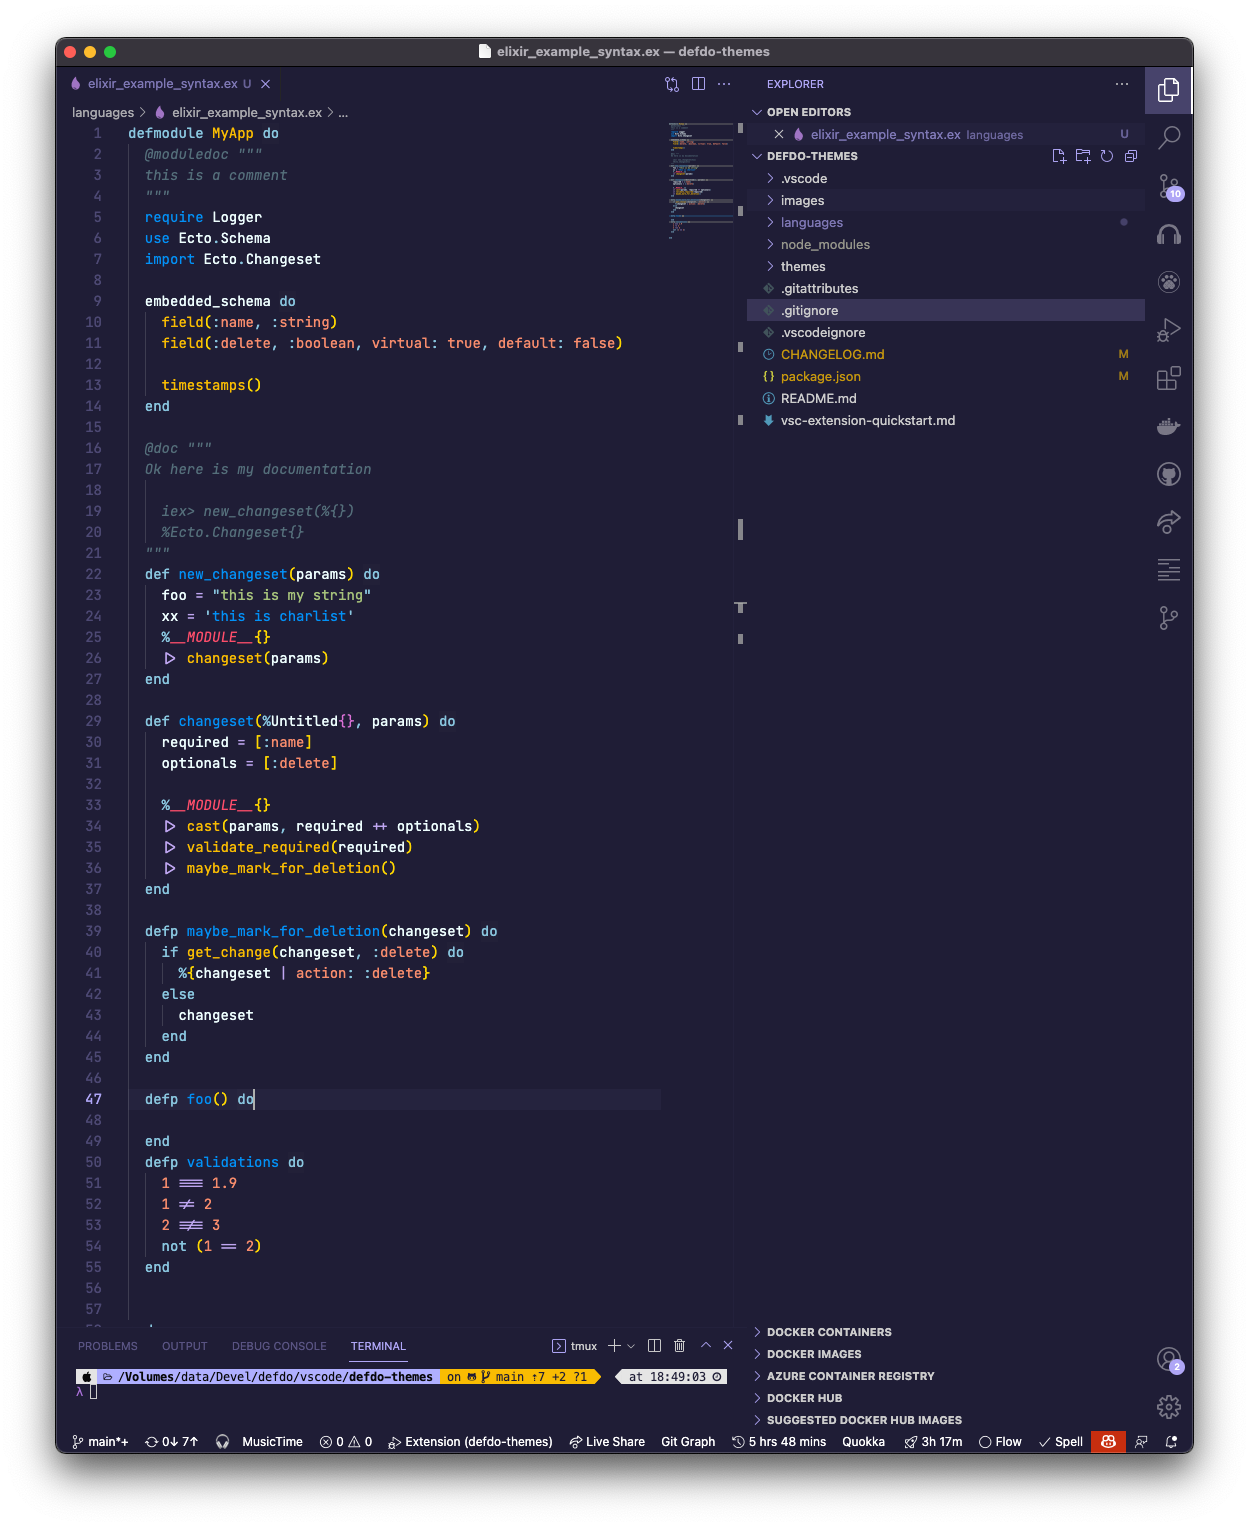 elixir_example_syntax.ex — defdo-themes
elixir_example_syntax.ex U
languages > elixir_example_syntax.ex > ...
1 defmodule MyApp do
2 @moduledoc """
3 this is a comment
4 """
5 require Logger
6 use Ecto.Schema
7 import Ecto.Changeset
8
9 embedded_schema do
10 field(:name, :string)
11 field(:delete, :boolean, virtual: true, default: false)
12
13 timestamps()
14 end
15
16 @doc """
17 Ok here is my documentation
18
19 iex> new_changeset(%{})
20 %Ecto.Changeset{}
21 """
22 def new_changeset(params) do
23 foo = "this is my string"
24 xx = 'this is charlist'
25 %__MODULE__{}
26 |> changeset(params)
27 end
28
29 def changeset(%Untitled{}, params) do
30 required = [:name]
31 optionals = [:delete]
32
33 %__MODULE__{}
34 |> cast(params, required ++ optionals)
35 |> validate_required(required)
36 |> maybe_mark_for_deletion()
37 end
38
39 defp maybe_mark_for_deletion(changeset) do
40 if get_change(changeset, :delete) do
41 %{changeset | action: :delete}
42 else
43 changeset
44 end
45 end
46
47 defp foo() do
48
49 end
50 defp validations do
51 1 === 1.9
52 1 != 2
53 2 !== 3
54 not (1 == 2)
55 end
56
57
EXPLORER
OPEN EDITORS
elixir_example_syntax.ex languages U
DEFDO-THEMES
.vscode
images
languages
node_modules
themes
.gitattributes
.gitignore
.vscodeignore
CHANGELOG.md M
package.json M
README.md
vsc-extension-quickstart.md
DOCKER CONTAINERS
DOCKER IMAGES
AZURE CONTAINER REGISTRY
DOCKER HUB
SUGGESTED DOCKER HUB IMAGES
10
2
PROBLEMS OUTPUT DEBUG CONSOLE TERMINAL tmux
/Volumes/data/Devel/defdo/vscode/defdo-themes on main ↑7 +2 ?1 at 18:49:03
λ
main*+ 0↓ 7↑ MusicTime 0 0 Extension (defdo-themes) Live Share Git Graph 5 hrs 48 mins Quokka 3h 17m Flow Spell